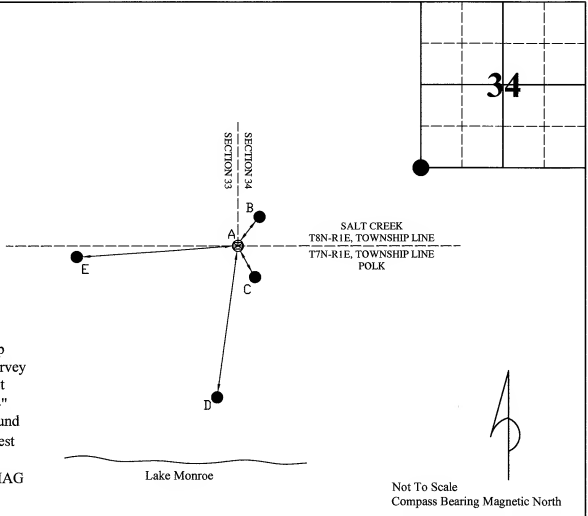 34
SECTION 33
SECTION 34
B
A
SALT CREEK
T8N-R1E, TOWNSHIP LINE
T7N-R1E, TOWNSHIP LINE
POLK
E
C
D
Lake Monroe
Not To Scale
Compass Bearing Magnetic North